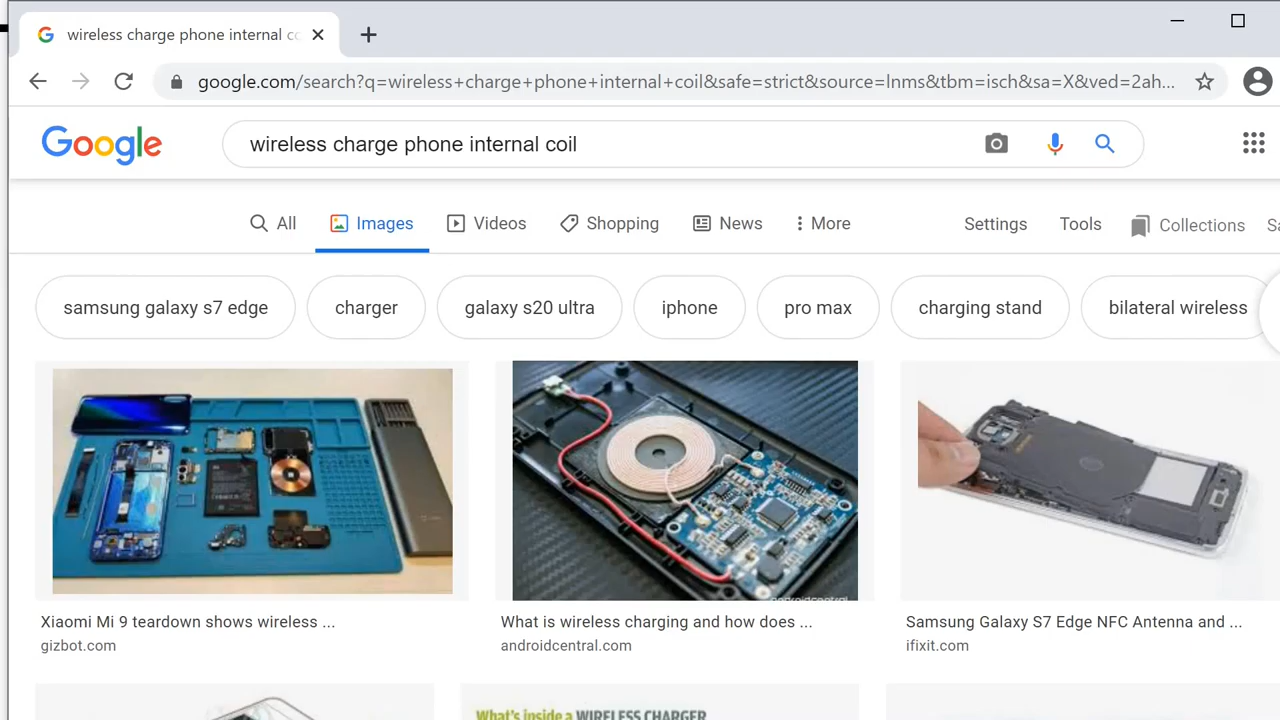 wireless charge phone internal co
google.com/search?q=wireless+charge+phone+internal+coil&safe=strict&source=lnms&tbm=isch&sa=X&ved=2ah...
Google
wireless charge phone internal coil
All
Images
Videos
Shopping
News
More
Settings
Tools
Collections
Sa
samsung galaxy s7 edge
charger
galaxy s20 ultra
iphone
pro max
charging stand
bilateral wireless
androidcentral
Xiaomi Mi 9 teardown shows wireless ...
gizbot.com
What is wireless charging and how does ...
androidcentral.com
Samsung Galaxy S7 Edge NFC Antenna and ...
ifixit.com
What's inside a WIRELESS CHARGER